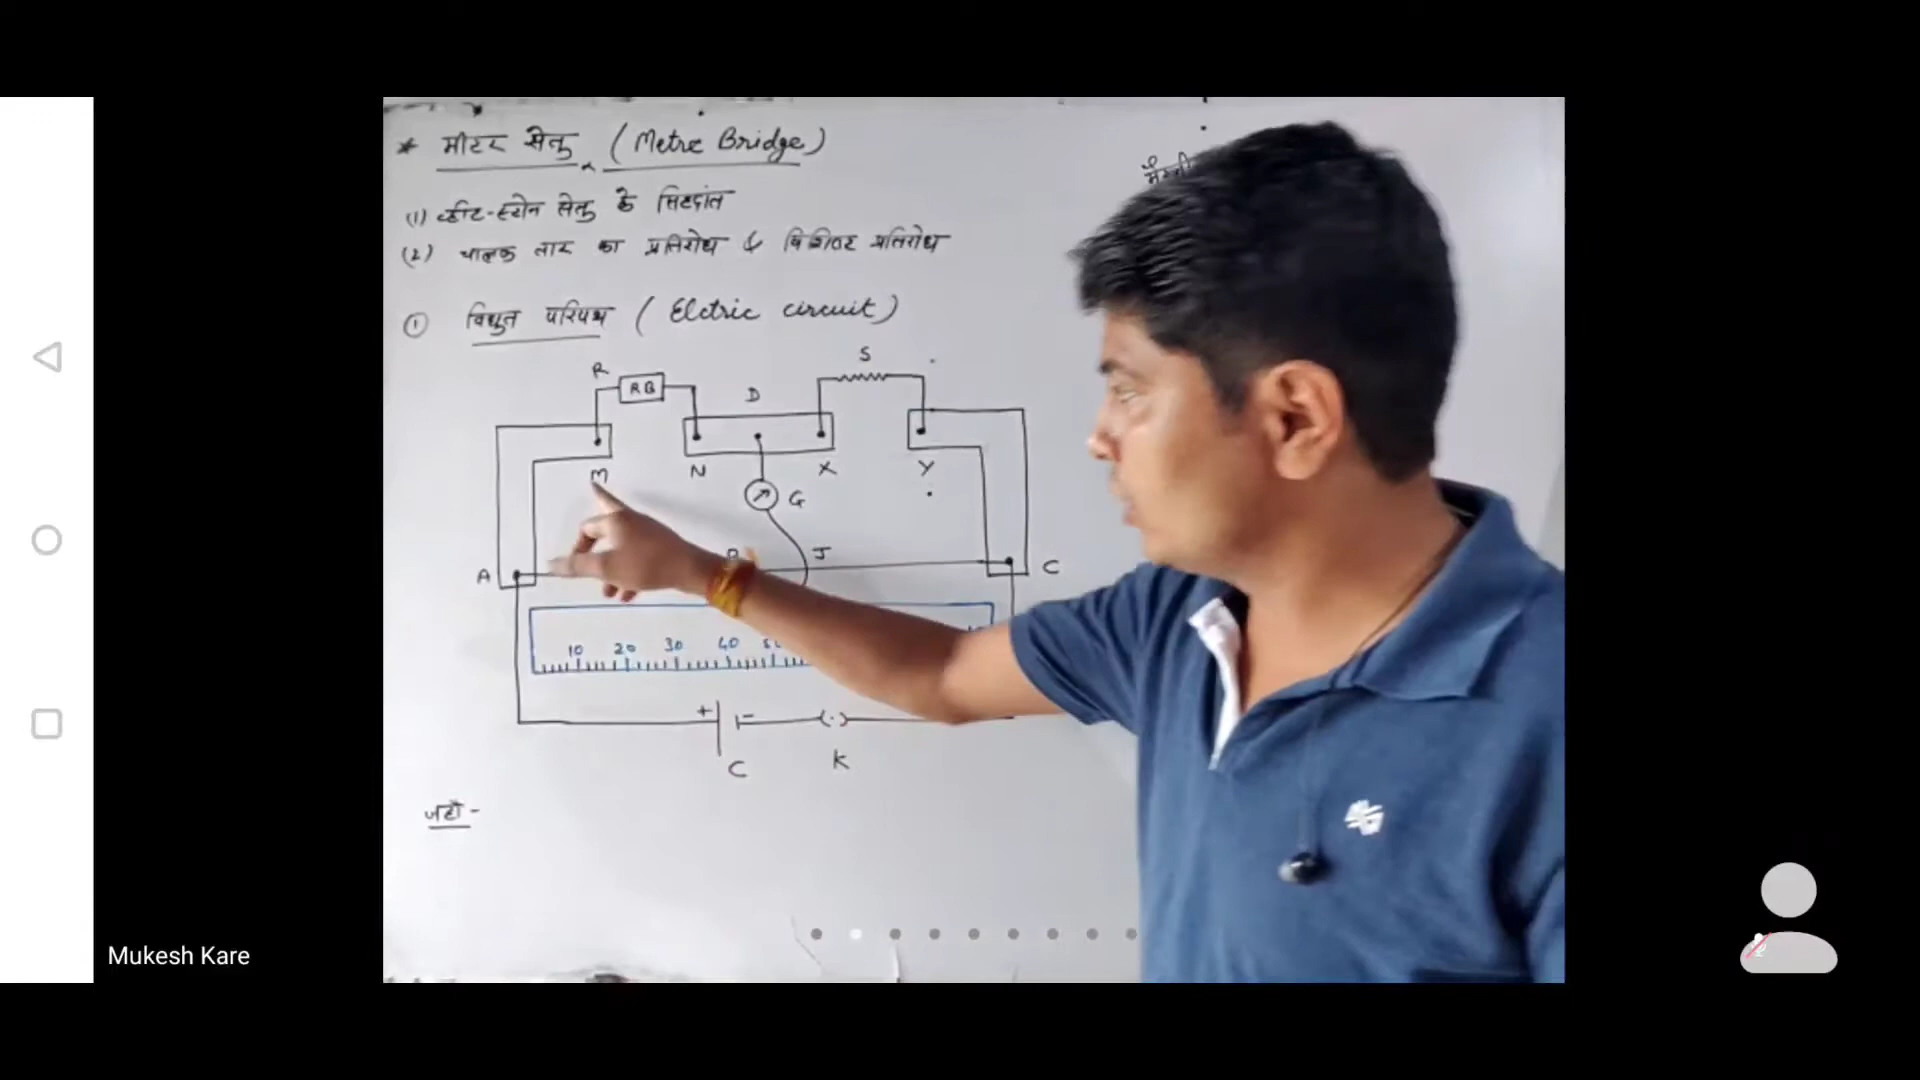 * मीटर सेतु (Metre Bridge)
(1) व्हीट-स्टोन सेतु के सिद्धांत
(2) चालक तार का प्रतिरोध & विशिष्ट प्रतिरोध
① विद्युत परिपथ (Elctric circuit)
R RB D S
M N X Y
G
A J C
10 20 30 40
+ -
C K
जहाँ -
Mukesh Kare